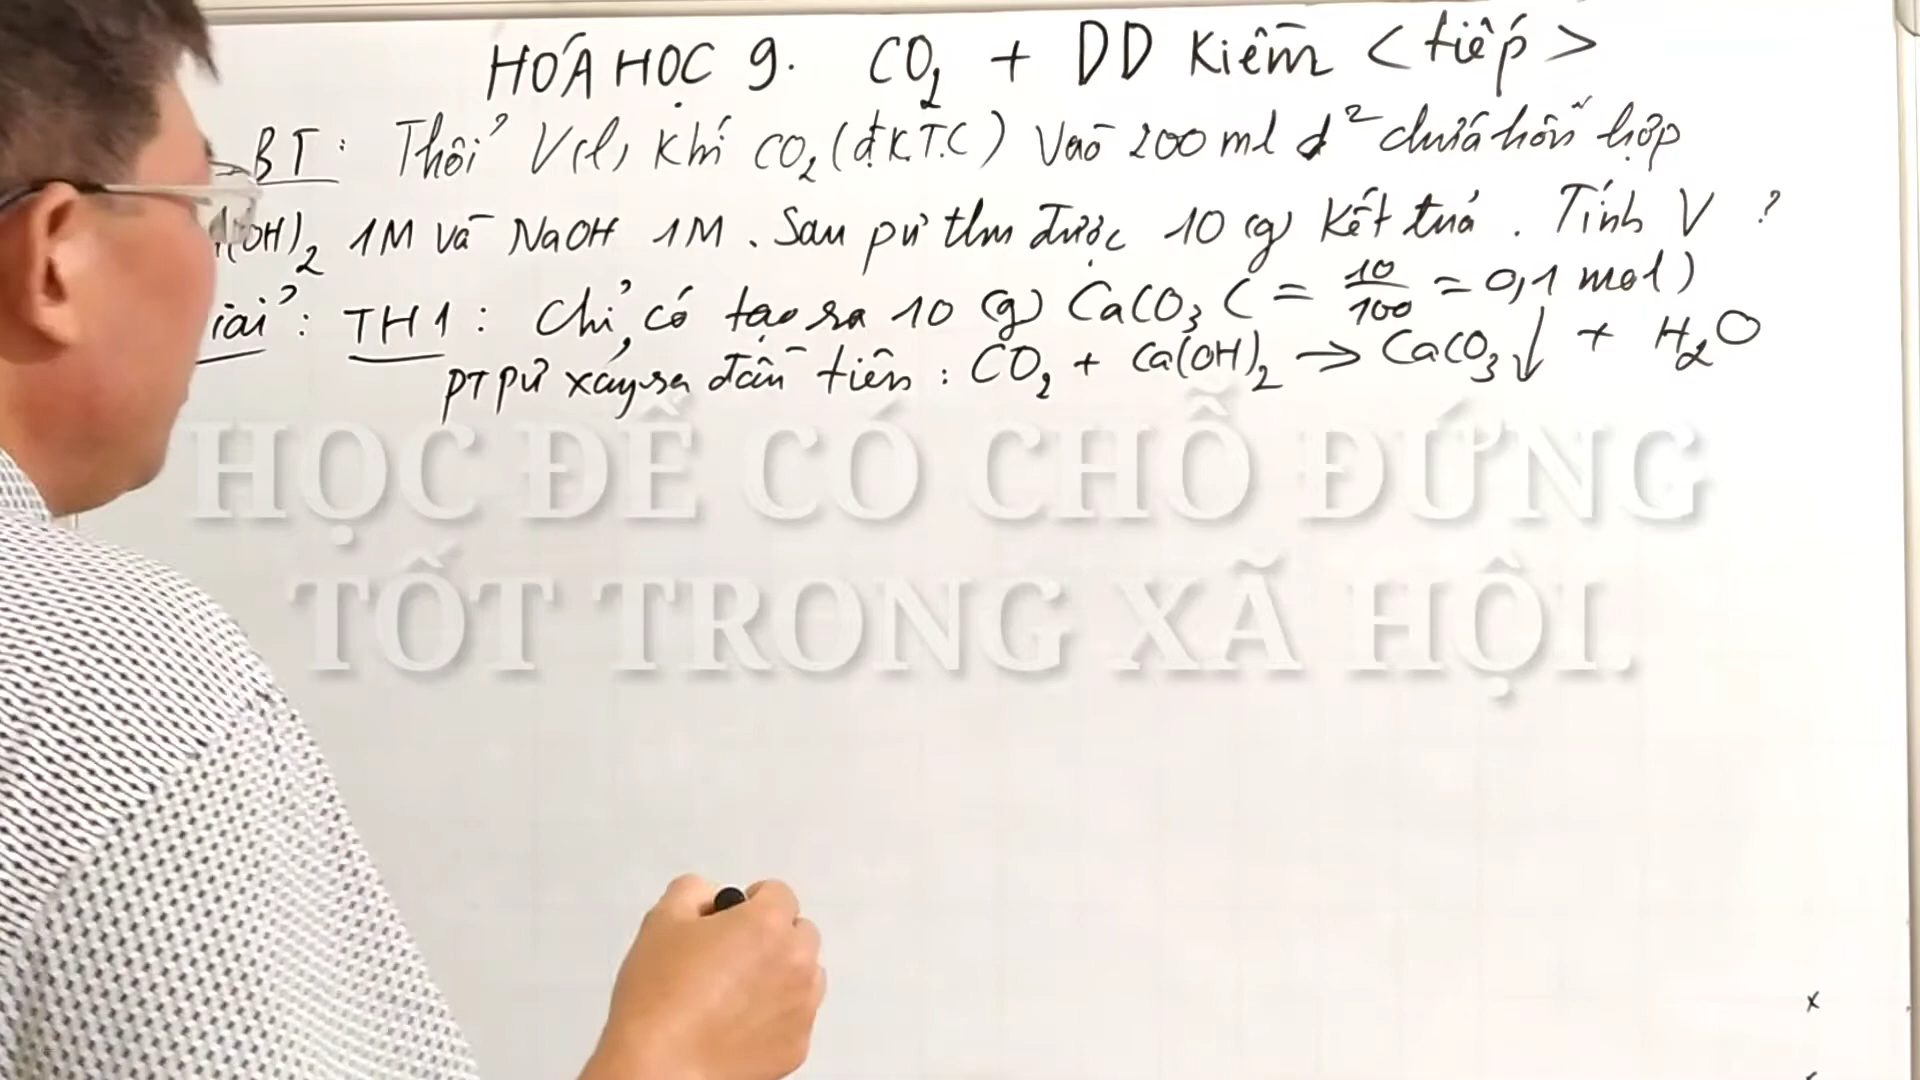 HÓA HỌC 9. CO2 + DD Kiềm < tiếp >
BT: Thổi V(l) khí CO2 (đ.K.T.C) Vào 200 ml d² chứa hỗn hợp
(OH)2 1M và NaOH 1M. Sau pứ thu được 10 (g) Kết tủa. Tính V ?
iải: TH1: Chỉ có tạo ra 10 (g) CaCO3 ( = 10/100 = 0,1 mol)
PT pứ xảy ra đầu tiên: CO2 + Ca(OH)2 → CaCO3↓ + H2O
HỌC ĐỂ CÓ CHỖ ĐỨNG
TỐT TRONG XÃ HỘI.
x